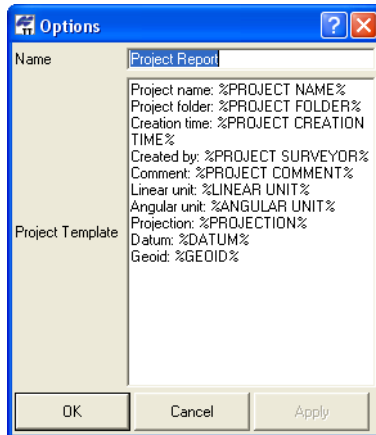 Options
Name
Project Report
Project name: %PROJECT NAME%
Project folder: %PROJECT FOLDER%
Creation time: %PROJECT CREATION
TIME%
Created by: %PROJECT SURVEYOR%
Comment: %PROJECT COMMENT%
Linear unit: %LINEAR UNIT%
Angular unit: %ANGULAR UNIT%
Projection: %PROJECTION%
Datum: %DATUM%
Geoid: %GEOID%
Project Template
OK
Cancel
Apply